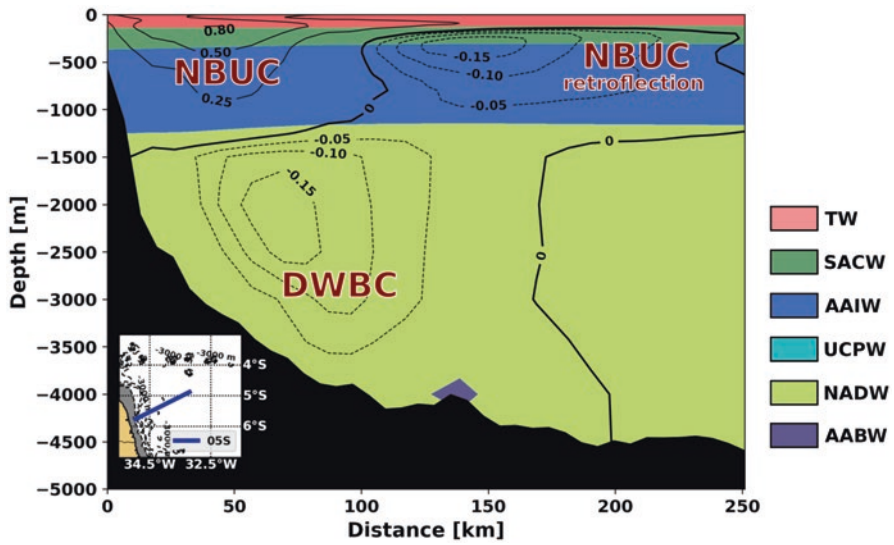 0
−500
−1000
−1500
−2000
−2500
−3000
−3500
−4000
−4500
−5000
Depth [m]
0
50
100
150
200
250
Distance [km]
0.80
0.50
0.25
NBUC
-0.15
-0.10
-0.05
NBUC
retroflection
0
-0.05
-0.10
-0.15
DWBC
0
0
-3000 m
-3000 m
4°S
5°S
6°S
05S
34.5°W
32.5°W
TW
SACW
AAIW
UCPW
NADW
AABW